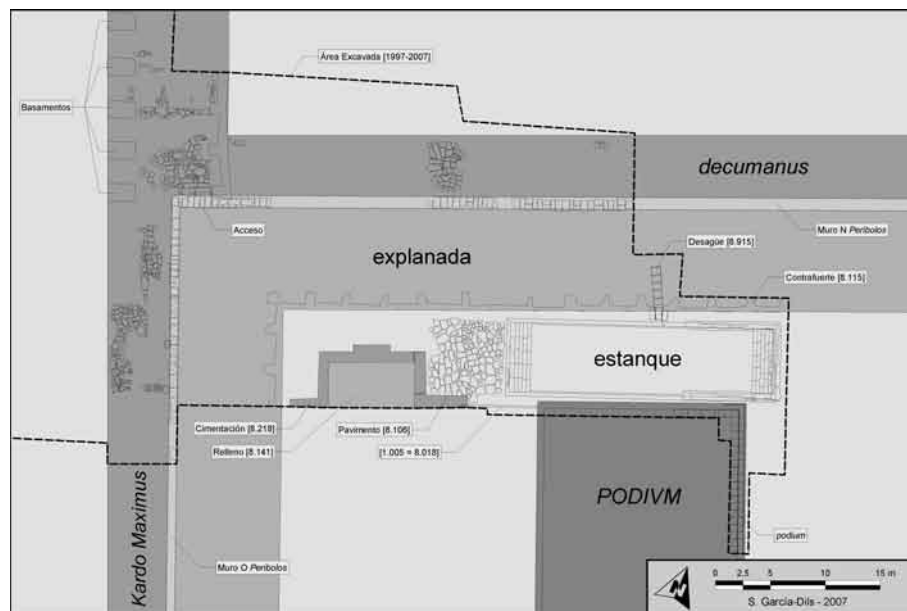 Área Excavada [1997-2007]
Basamentos
decumanus
Acceso
Muro N Peribolos
explanada
Desagüe [8.915]
Contrafuerte [8.115]
estanque
Cimentación [8.218]
Pavimento [8.106]
Relleno [8.141]
[1.005 = 8.018]
PODIVM
Kardo Maximus
podium
Muro O Peribolos
N
0 2.5 5 10 15 m
S. García-Dils - 2007